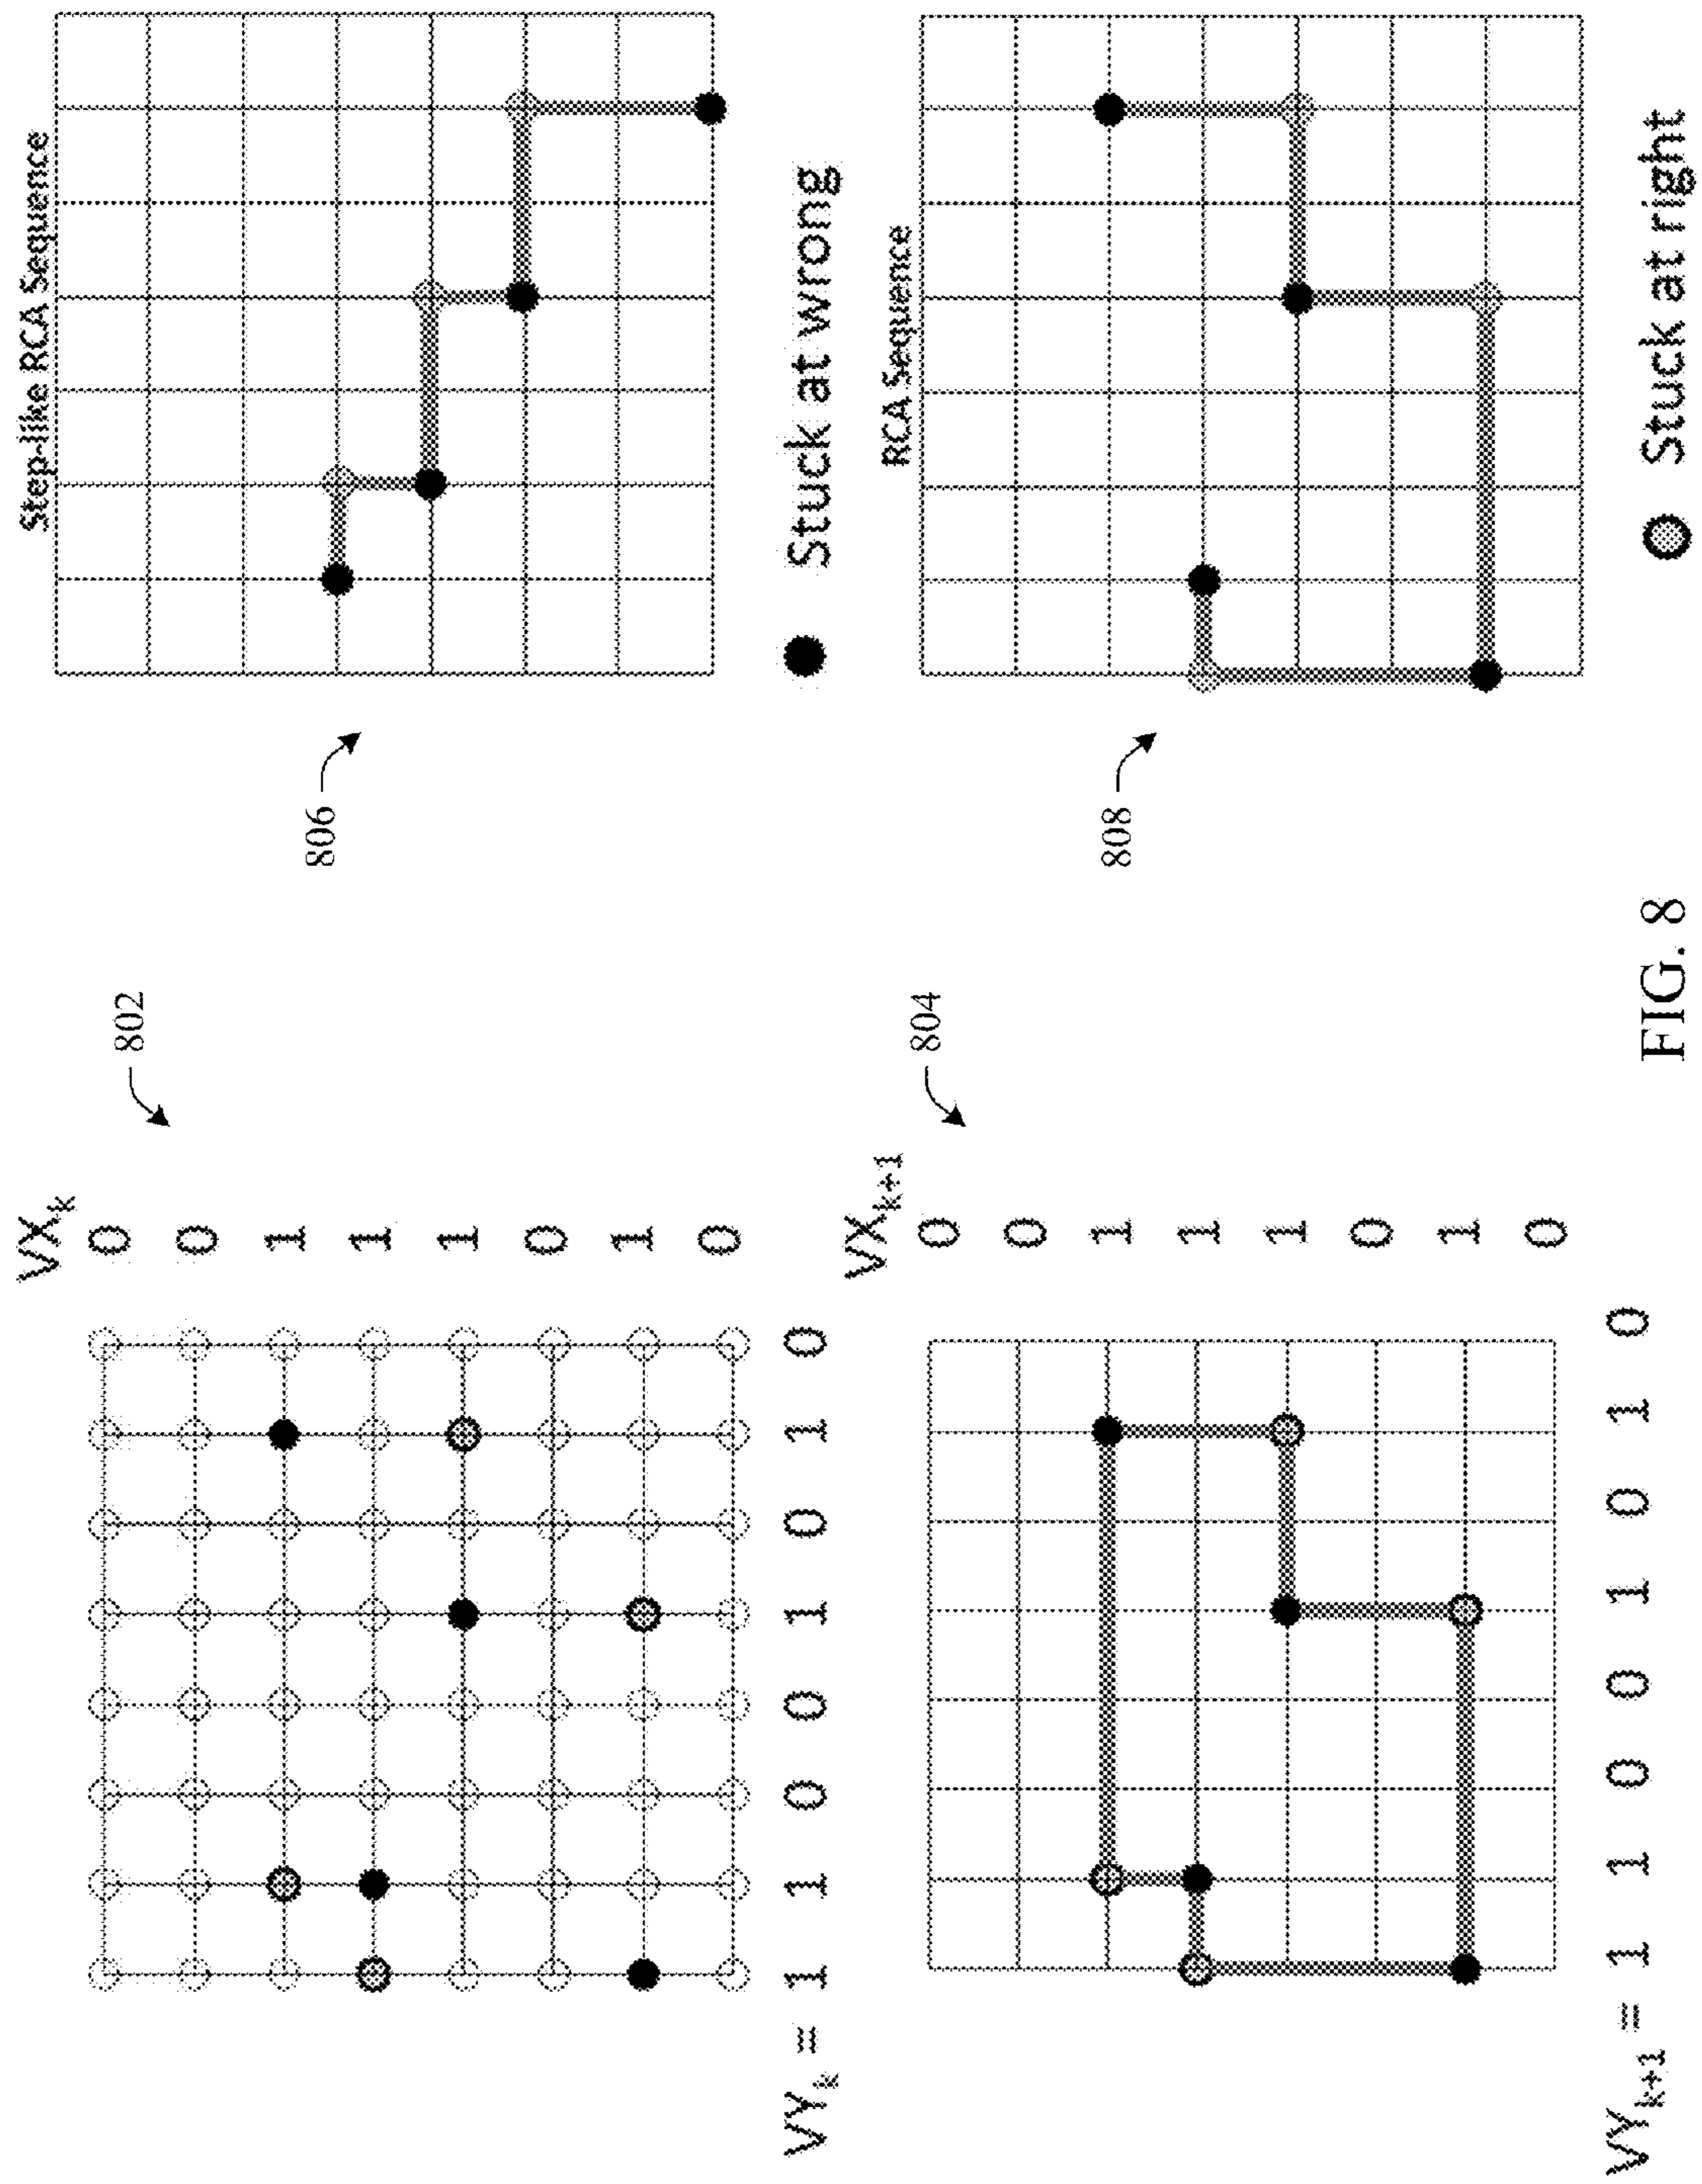 VXk
0
0
1
1
1
0
1
0
VYk = 1 1 0 0 1 0 1 0
802
Step-like RCA Sequence
806
Stuck at wrong
VXk+1
0
0
1
1
1
0
1
0
VYk+1 = 1 1 0 0 1 0 1 0
804
RCA Sequence
808
Stuck at right
FIG. 8